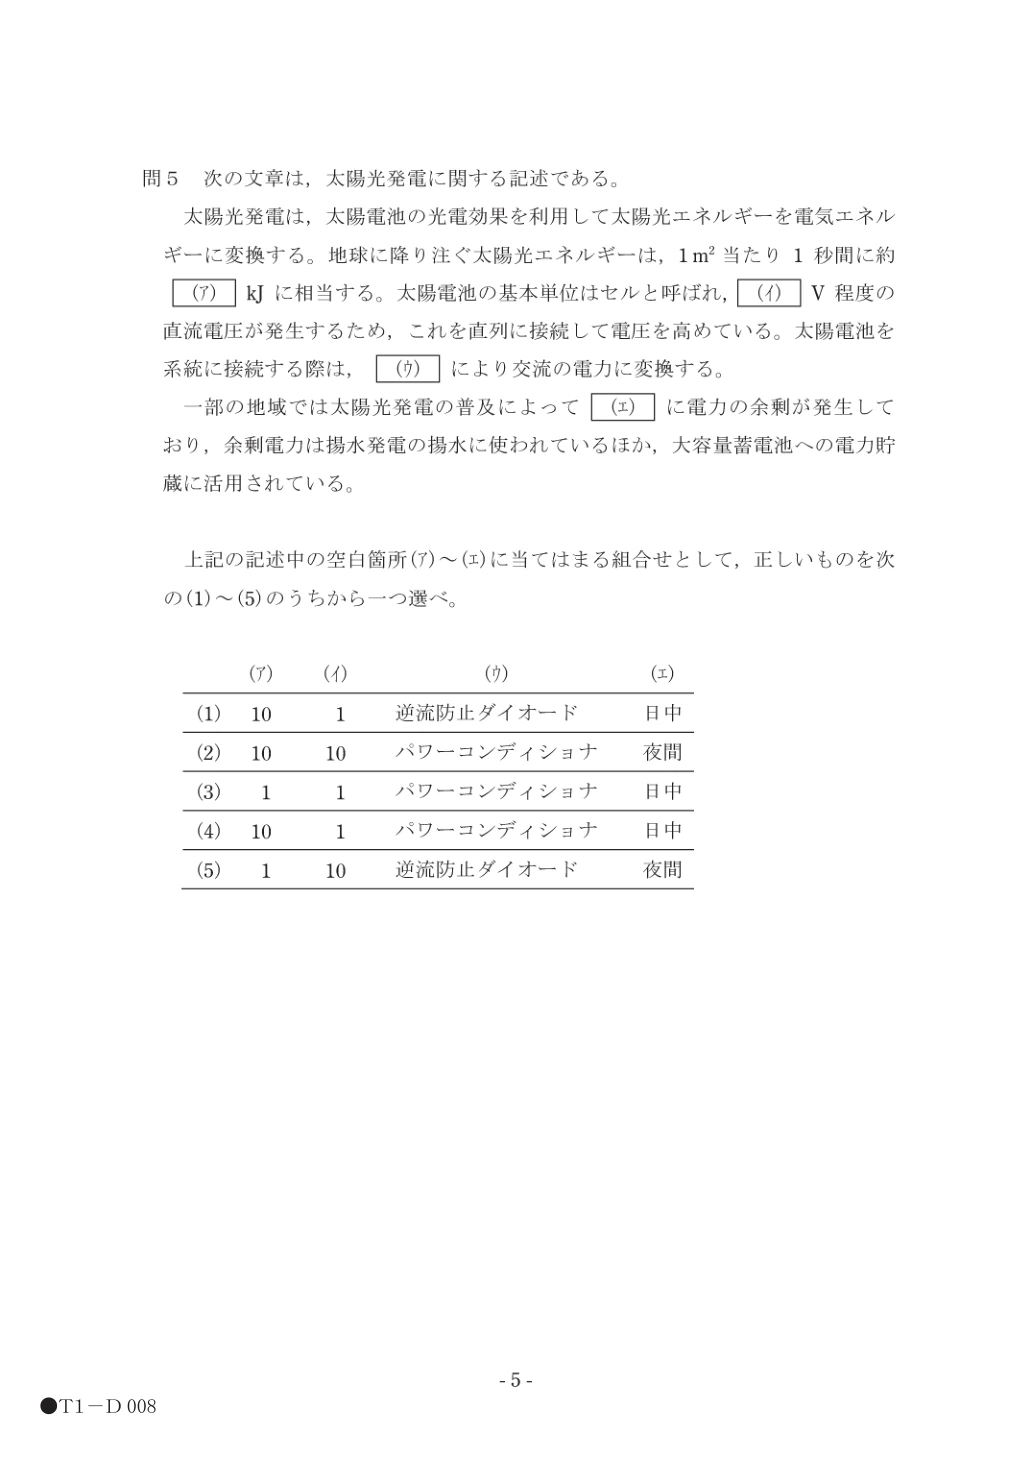 問5 次の文章は，太陽光発電に関する記述である。
太陽光発電は，太陽電池の光電効果を利用して太陽光エネルギーを電気エネル
ギーに変換する。地球に降り注ぐ太陽光エネルギーは，1 m² 当たり 1 秒間に約
(ア) kJ に相当する。太陽電池の基本単位はセルと呼ばれ， (イ) V 程度の
直流電圧が発生するため，これを直列に接続して電圧を高めている。太陽電池を
系統に接続する際は， (ウ) により交流の電力に変換する。
一部の地域では太陽光発電の普及によって (エ) に電力の余剰が発生して
おり，余剰電力は揚水発電の揚水に使われているほか，大容量蓄電池への電力貯
蔵に活用されている。
上記の記述中の空白箇所(ア)～(エ)に当てはまる組合せとして，正しいものを次
の(1)～(5)のうちから一つ選べ。
(ア) (イ) (ウ) (エ)
(1) 10 1 逆流防止ダイオード 日中
(2) 10 10 パワーコンディショナ 夜間
(3) 1 1 パワーコンディショナ 日中
(4) 10 1 パワーコンディショナ 日中
(5) 1 10 逆流防止ダイオード 夜間
- 5 -
●T1－D 008